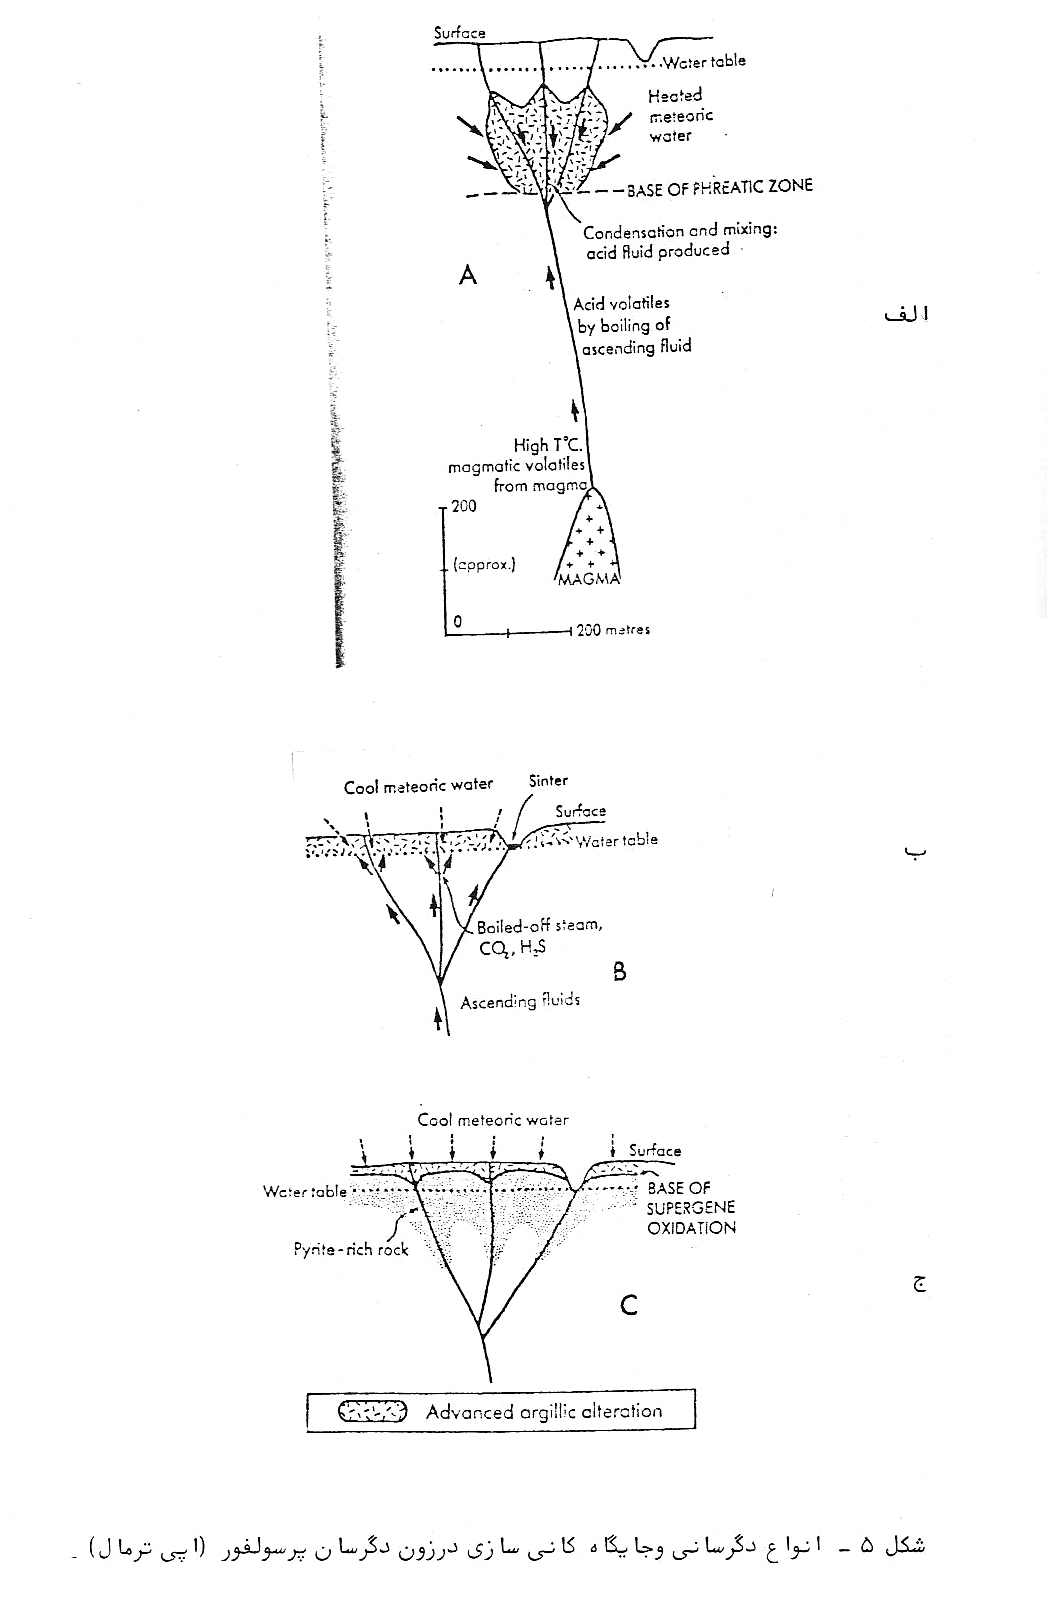 Surface
Water table
Heated
meteoric
water
BASE OF PHREATIC ZONE
Condensation and mixing:
acid fluid produced
A
Acid volatiles
by boiling of
ascending fluid
الف
High T°C.
magmatic volatiles
from magma
200
(approx.)
MAGMA
0
200 metres
Cool meteoric water
Sinter
Surface
Water table
ب
Boiled-off steam,
CO₂, H₂S
B
Ascending fluids
Cool meteoric water
Surface
Water table
BASE OF
SUPERGENE
OXIDATION
Pyrite-rich rock
C
ج
Advanced argillic alteration
شکل ۵ - انواع دگرسانی وجایگاه کانی سازی درزون دگرسان پرسولفور (اپی ترمال) .